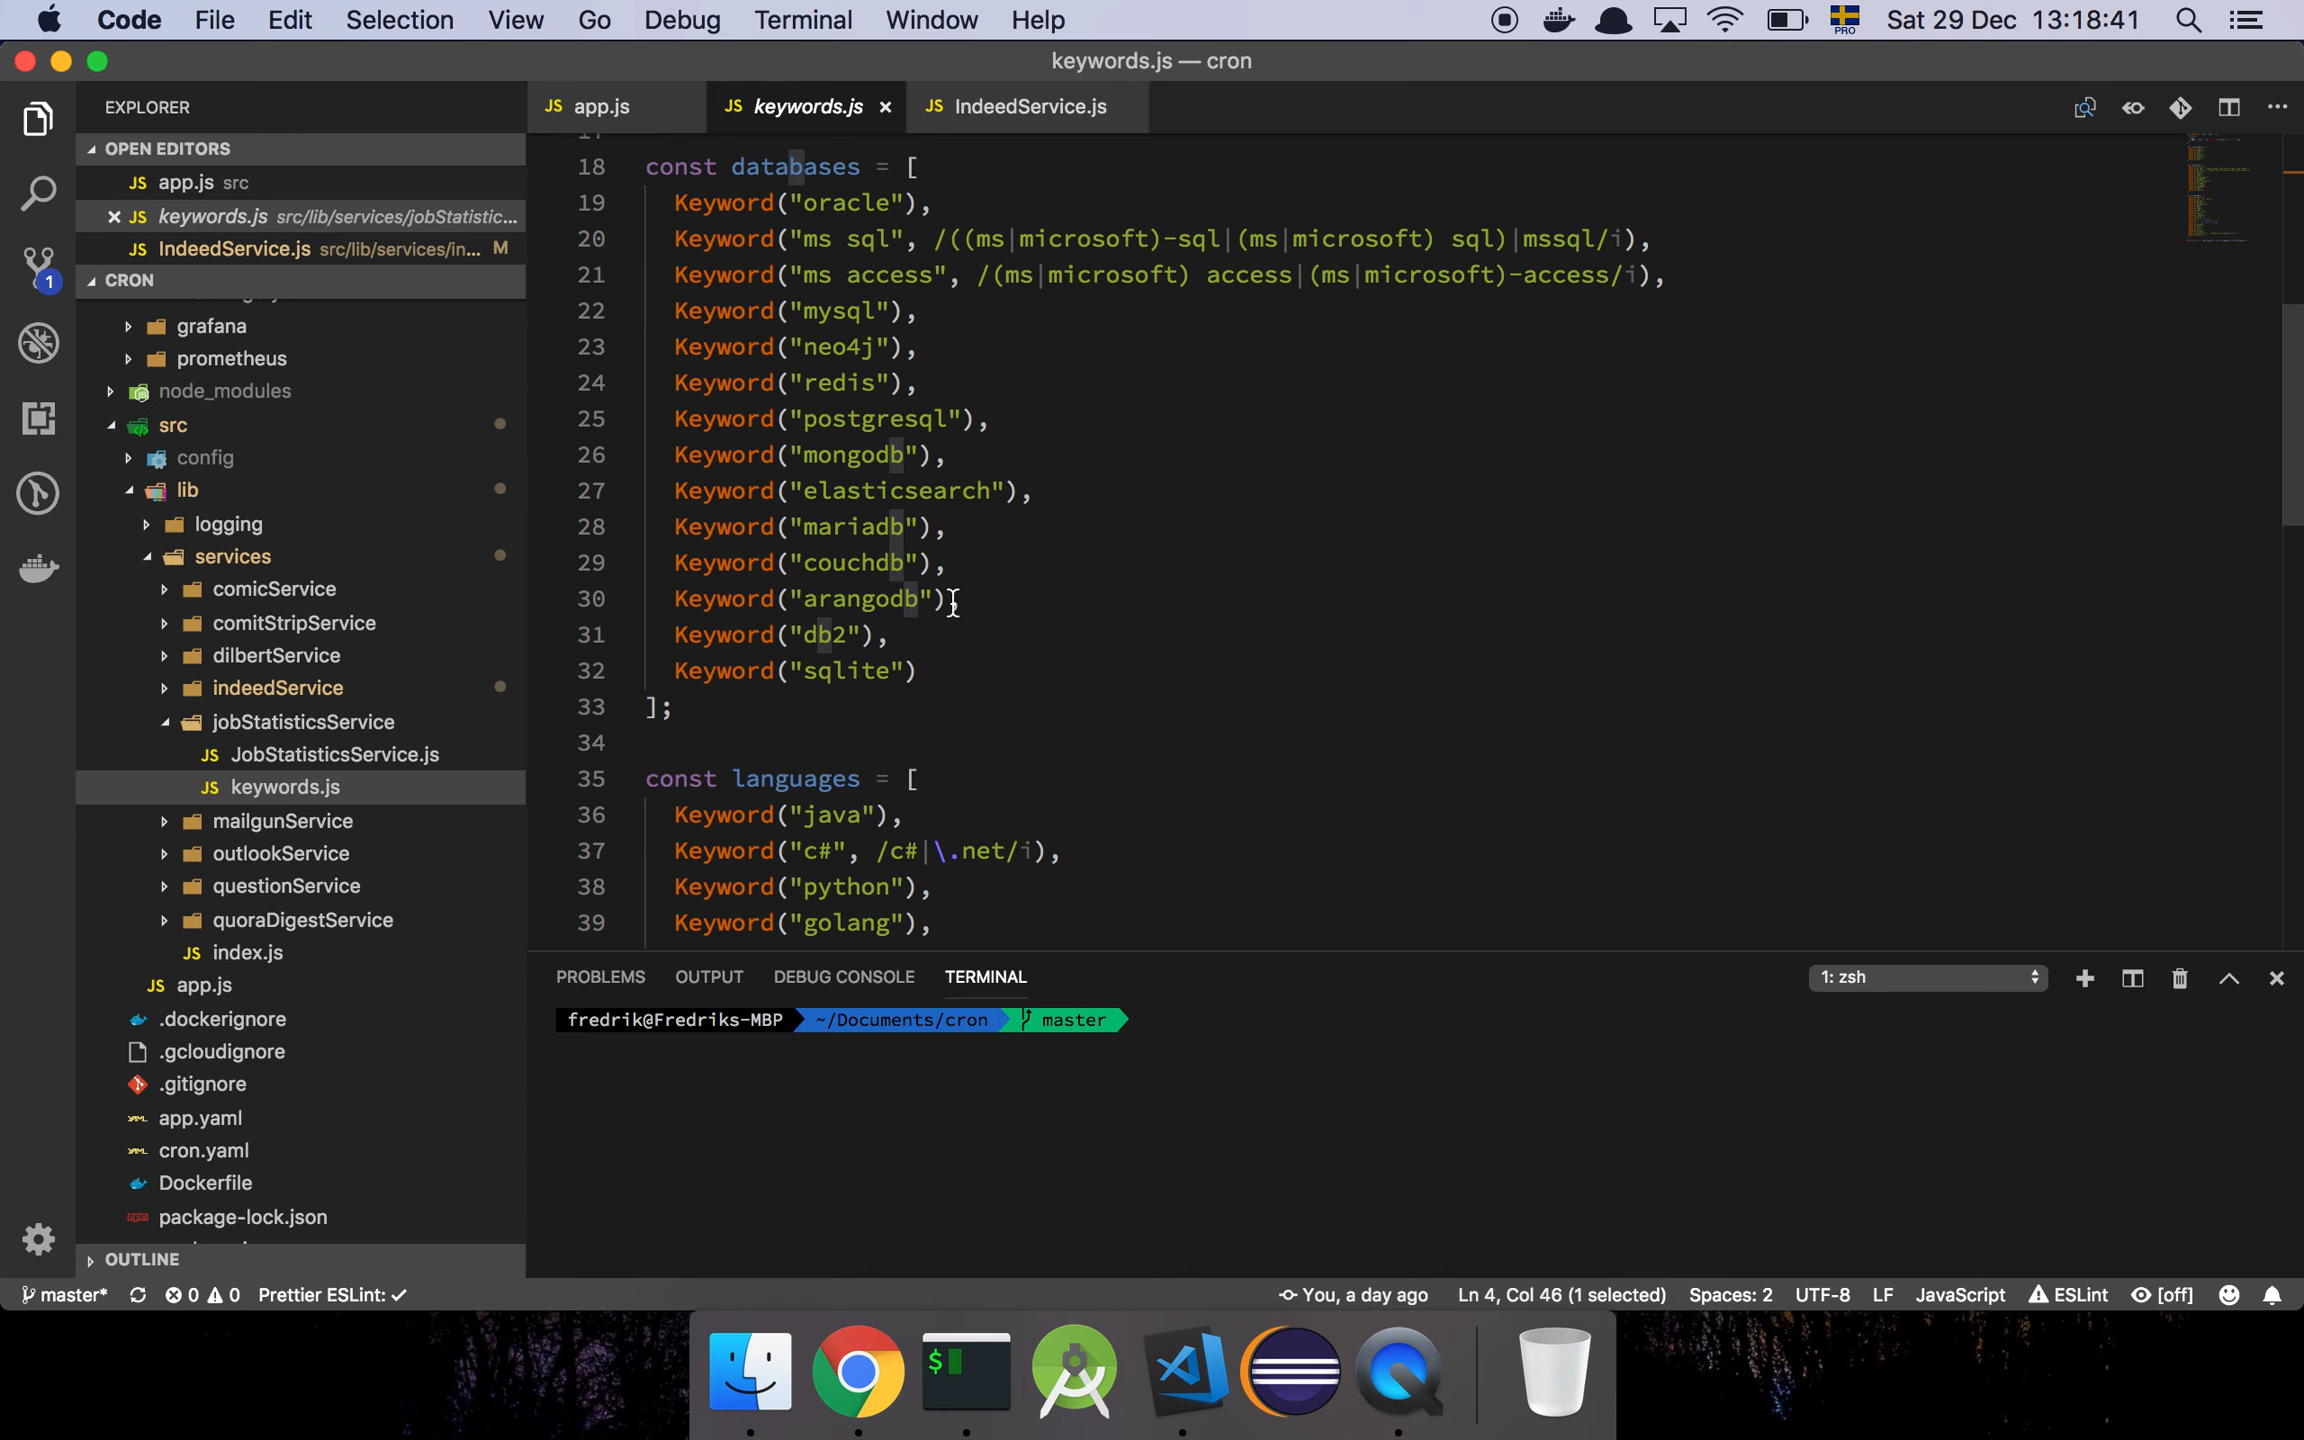 Code File Edit Selection View Go Debug Terminal Window Help
PRO
Sat 29 Dec 13:18:41
keywords.js — cron
EXPLORER
OPEN EDITORS
JS app.js src
× JS keywords.js src/lib/services/jobStatistic...
JS IndeedService.js src/lib/services/in... M
CRON
grafana
prometheus
node_modules
src
config
lib
logging
services
comicService
comitStripService
dilbertService
indeedService
jobStatisticsService
JS JobStatisticsService.js
JS keywords.js
mailgunService
outlookService
questionService
quoraDigestService
JS index.js
JS app.js
.dockerignore
.gcloudignore
.gitignore
YAML app.yaml
YAML cron.yaml
Dockerfile
package-lock.json
OUTLINE
1
JS app.js JS keywords.js × JS IndeedService.js
17
18 const databases = [
19 Keyword("oracle"),
20 Keyword("ms sql", /((ms|microsoft)-sql|(ms|microsoft) sql)|mssql/i),
21 Keyword("ms access", /(ms|microsoft) access|(ms|microsoft)-access/i),
22 Keyword("mysql"),
23 Keyword("neo4j"),
24 Keyword("redis"),
25 Keyword("postgresql"),
26 Keyword("mongodb"),
27 Keyword("elasticsearch"),
28 Keyword("mariadb"),
29 Keyword("couchdb"),
30 Keyword("arangodb"),
31 Keyword("db2"),
32 Keyword("sqlite")
33 ];
34
35 const languages = [
36 Keyword("java"),
37 Keyword("c#", /c#|\.net/i),
38 Keyword("python"),
39 Keyword("golang"),
PROBLEMS OUTPUT DEBUG CONSOLE TERMINAL
1: zsh
fredrik@Fredriks-MBP ~/Documents/cron master
master* 0 0 Prettier ESLint: ✓
You, a day ago Ln 4, Col 46 (1 selected) Spaces: 2 UTF-8 LF JavaScript ESLint [off]
$